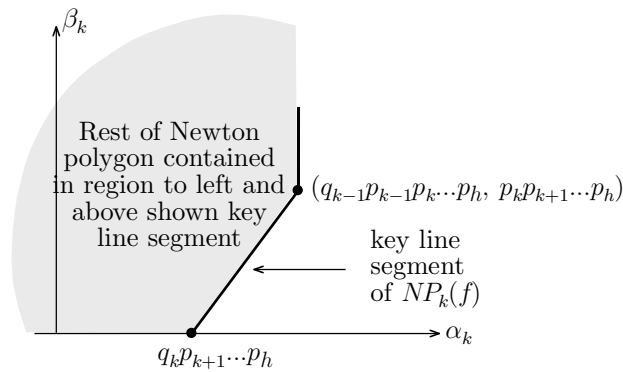 β_k
Rest of Newton
polygon contained
in region to left and
above shown key
line segment
(q_{k-1}p_{k-1}p_k...p_h, p_kp_{k+1}...p_h)
key line
segment
of NP_k(f)
α_k
q_kp_{k+1}...p_h